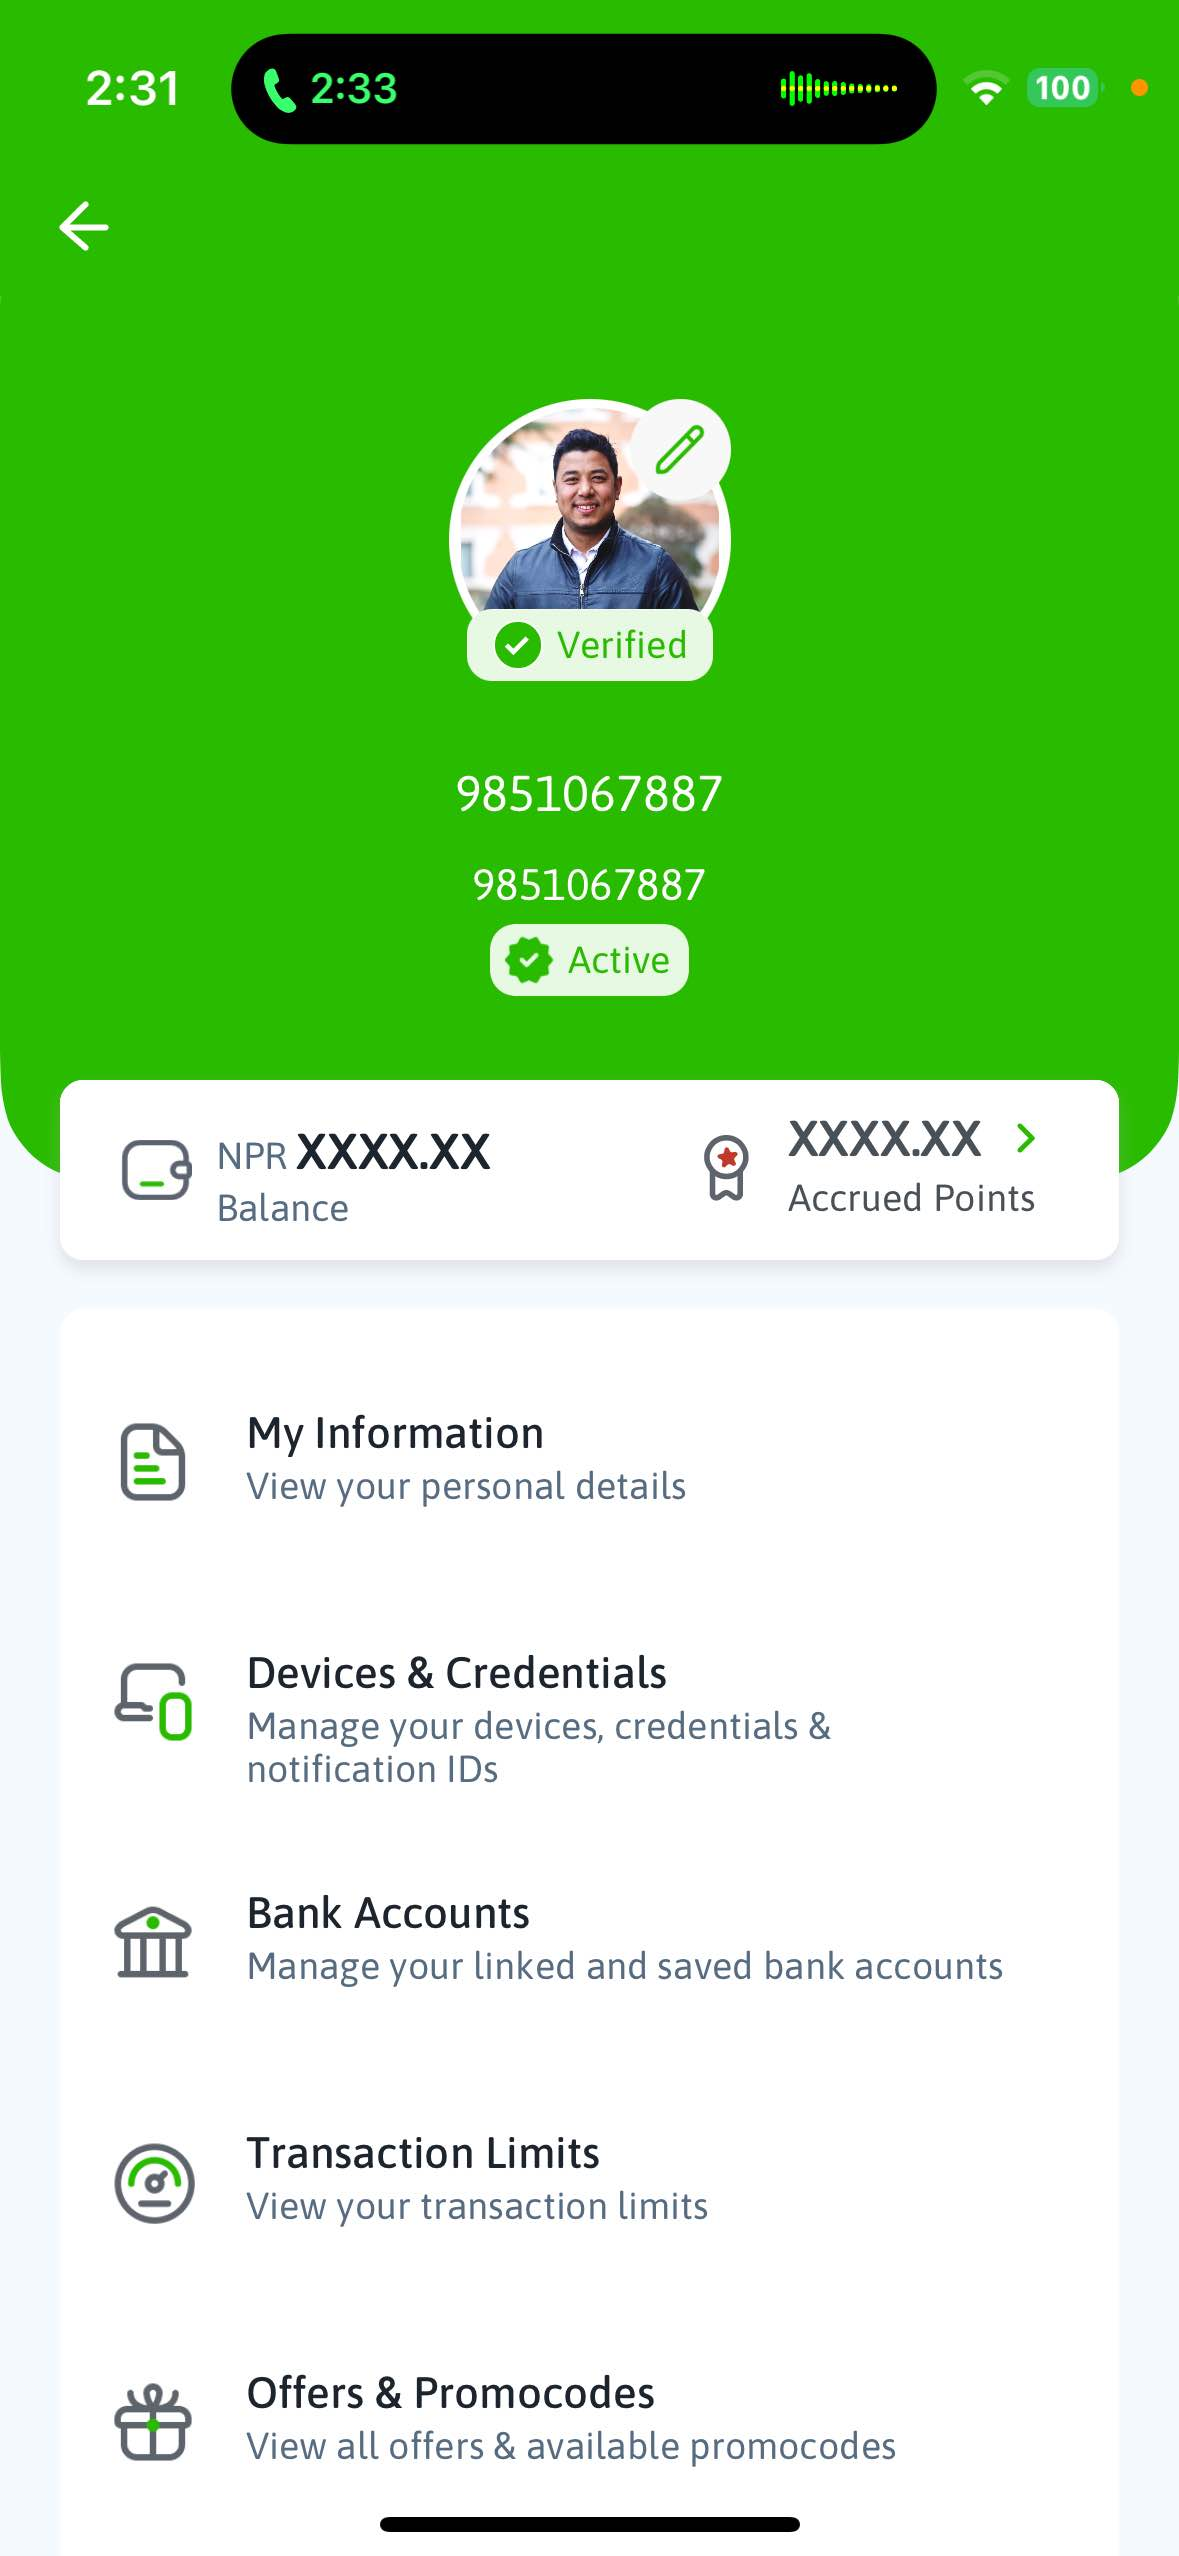 2:31
2:33
100
Verified
9851067887
9851067887
Active
NPR XXXX.XX
Balance
XXXX.XX
Accrued Points
My Information
View your personal details
Devices & Credentials
Manage your devices, credentials &
notification IDs
Bank Accounts
Manage your linked and saved bank accounts
Transaction Limits
View your transaction limits
Offers & Promocodes
View all offers & available promocodes